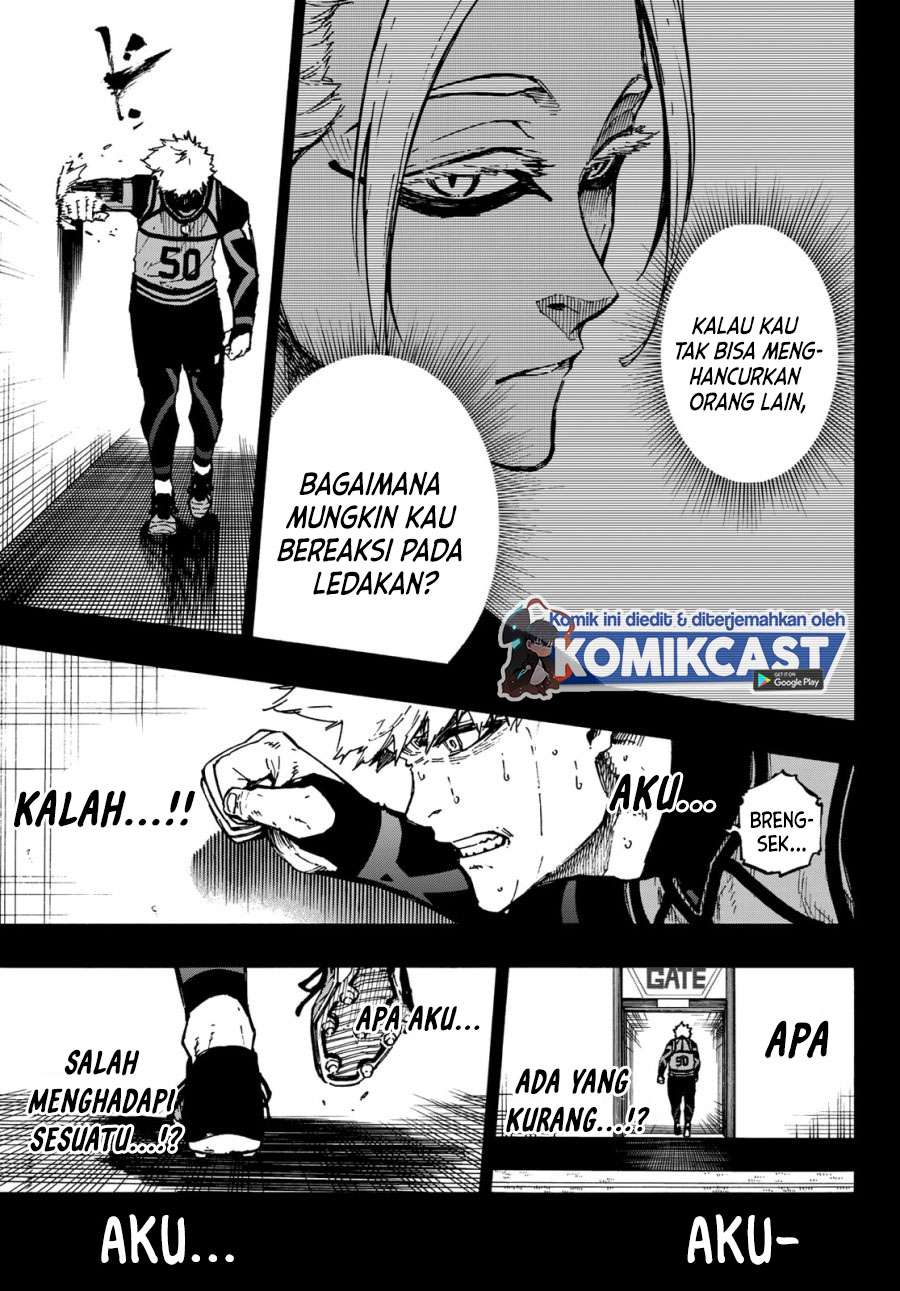 KALAU KAU
TAK BISA MENG-
HANCURKAN
ORANG LAIN,
BAGAIMANA
MUNGKIN KAU
BEREAKSI PADA
LEDAKAN?
50
Komik ini diedit & diterjemahkan oleh
KOMIKCAST
GET IT ON
Google Play
BRENG-
SEK...
AKU...
KALAH...!!
GATE
50
APA
ADA YANG
KURANG....!?
APA AKU...
SALAH
MENGHADAPI
SESUATU....!?
AKU-
AKU...